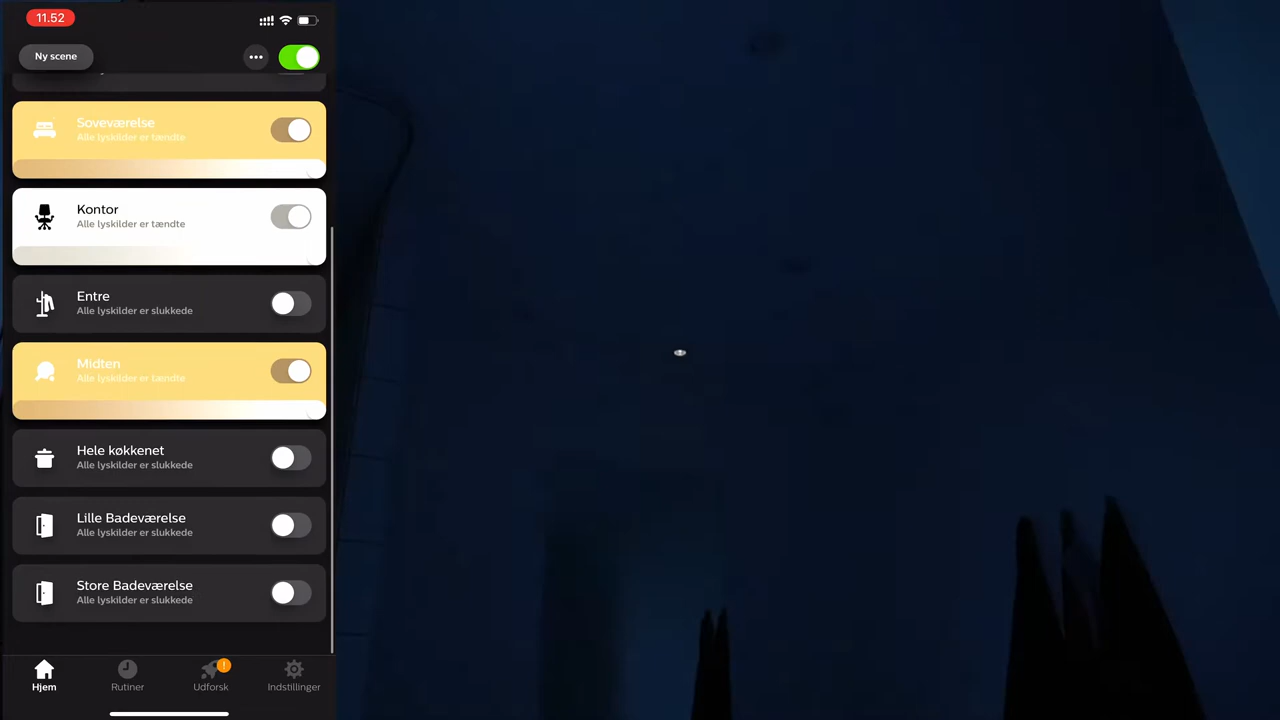 11.52
Ny scene
Soveværelse
Alle lyskilder er tændte
Kontor
Alle lyskilder er tændte
Entre
Alle lyskilder er slukkede
Midten
Alle lyskilder er tændte
Hele køkkenet
Alle lyskilder er slukkede
Lille Badeværelse
Alle lyskilder er slukkede
Store Badeværelse
Alle lyskilder er slukkede
Hjem
Rutiner
Udforsk
Indstillinger